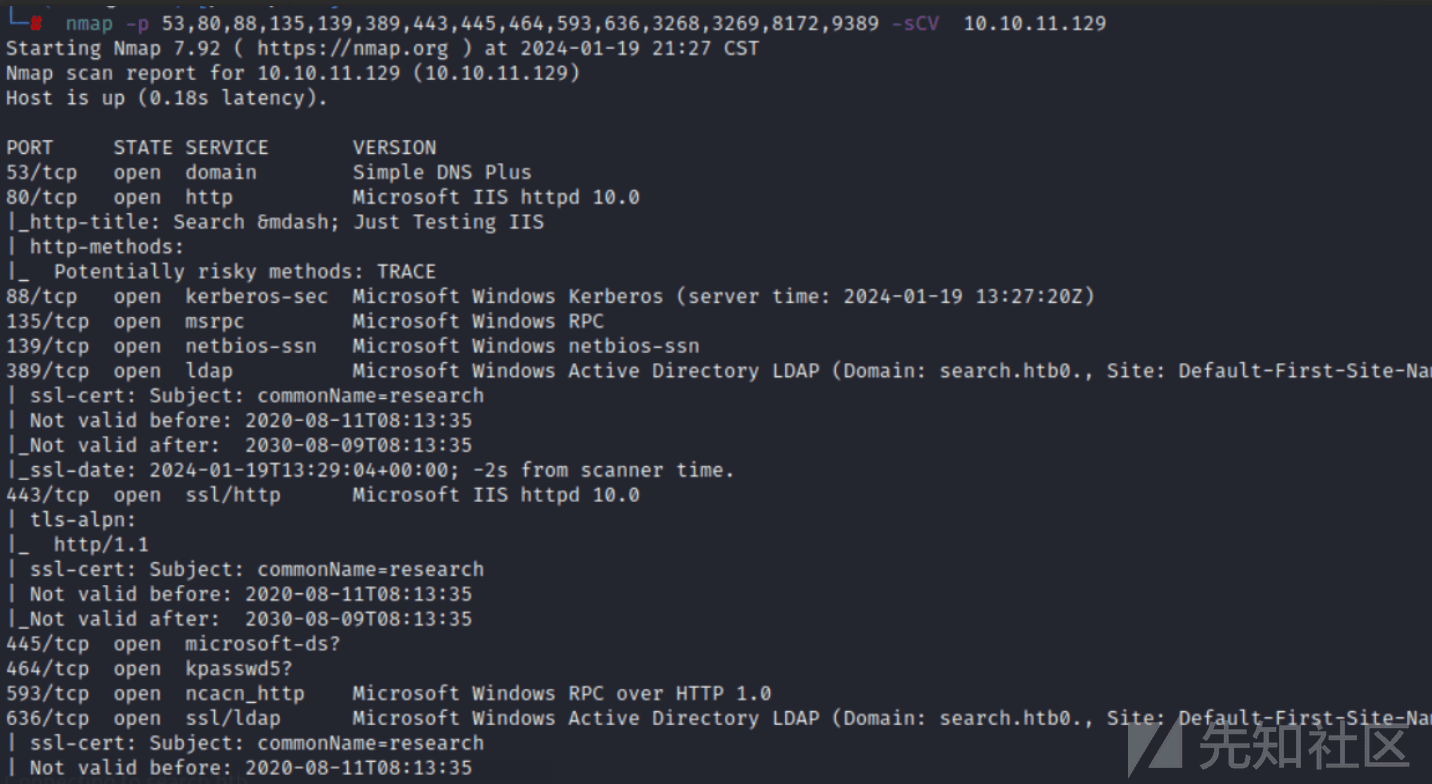 nmap -p 53,80,88,135,139,389,443,445,464,593,636,3268,3269,8172,9389 -sCV  10.10.11.129
Starting Nmap 7.92 ( https://nmap.org ) at 2024-01-19 21:27 CST
Nmap scan report for 10.10.11.129 (10.10.11.129)
Host is up (0.18s latency).
PORT     STATE SERVICE       VERSION
53/tcp   open  domain        Simple DNS Plus
80/tcp   open  http          Microsoft IIS httpd 10.0
|_http-title: Search &mdash; Just Testing IIS
| http-methods:
|_  Potentially risky methods: TRACE
88/tcp   open  kerberos-sec  Microsoft Windows Kerberos (server time: 2024-01-19 13:27:20Z)
135/tcp  open  msrpc         Microsoft Windows RPC
139/tcp  open  netbios-ssn   Microsoft Windows netbios-ssn
389/tcp  open  ldap          Microsoft Windows Active Directory LDAP (Domain: search.htb0., Site: Default-First-Site-Na
| ssl-cert: Subject: commonName=research
| Not valid before: 2020-08-11T08:13:35
|_Not valid after:  2030-08-09T08:13:35
|_ssl-date: 2024-01-19T13:29:04+00:00; -2s from scanner time.
443/tcp  open  ssl/http      Microsoft IIS httpd 10.0
| tls-alpn:
|_  http/1.1
| ssl-cert: Subject: commonName=research
| Not valid before: 2020-08-11T08:13:35
|_Not valid after:  2030-08-09T08:13:35
445/tcp  open  microsoft-ds?
464/tcp  open  kpasswd5?
593/tcp  open  ncacn_http    Microsoft Windows RPC over HTTP 1.0
636/tcp  open  ssl/ldap      Microsoft Windows Active Directory LDAP (Domain: search.htb0., Site: Default-First-Site-Na
| ssl-cert: Subject: commonName=research
| Not valid before: 2020-08-11T08:13:35
先知社区